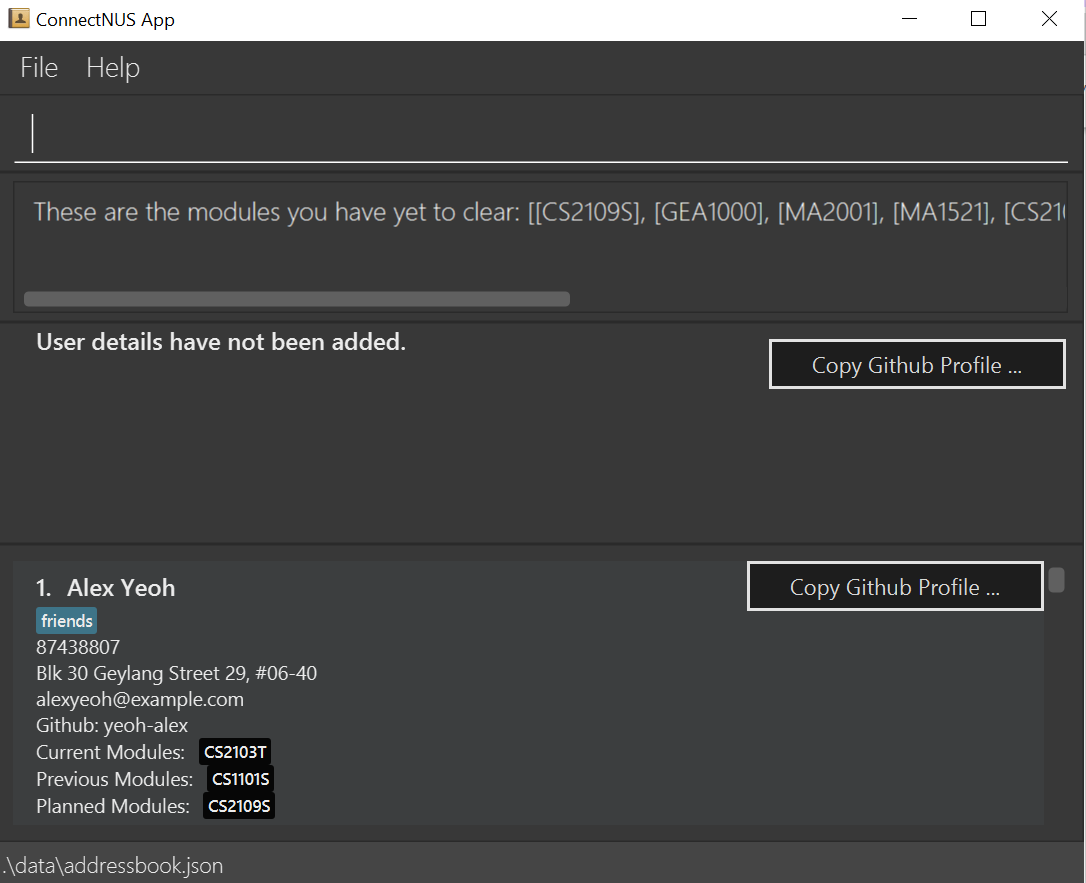 ConnectNUS App
File Help
These are the modules you have yet to clear: [[CS2109S], [GEA1000], [MA2001], [MA1521], [CS21
User details have not been added.
Copy Github Profile ...
1. Alex Yeoh
Copy Github Profile ...
friends
87438807
Blk 30 Geylang Street 29, #06-40
alexyeoh@example.com
Github: yeoh-alex
Current Modules: CS2103T
Previous Modules: CS1101S
Planned Modules: CS2109S
.\data\addressbook.json